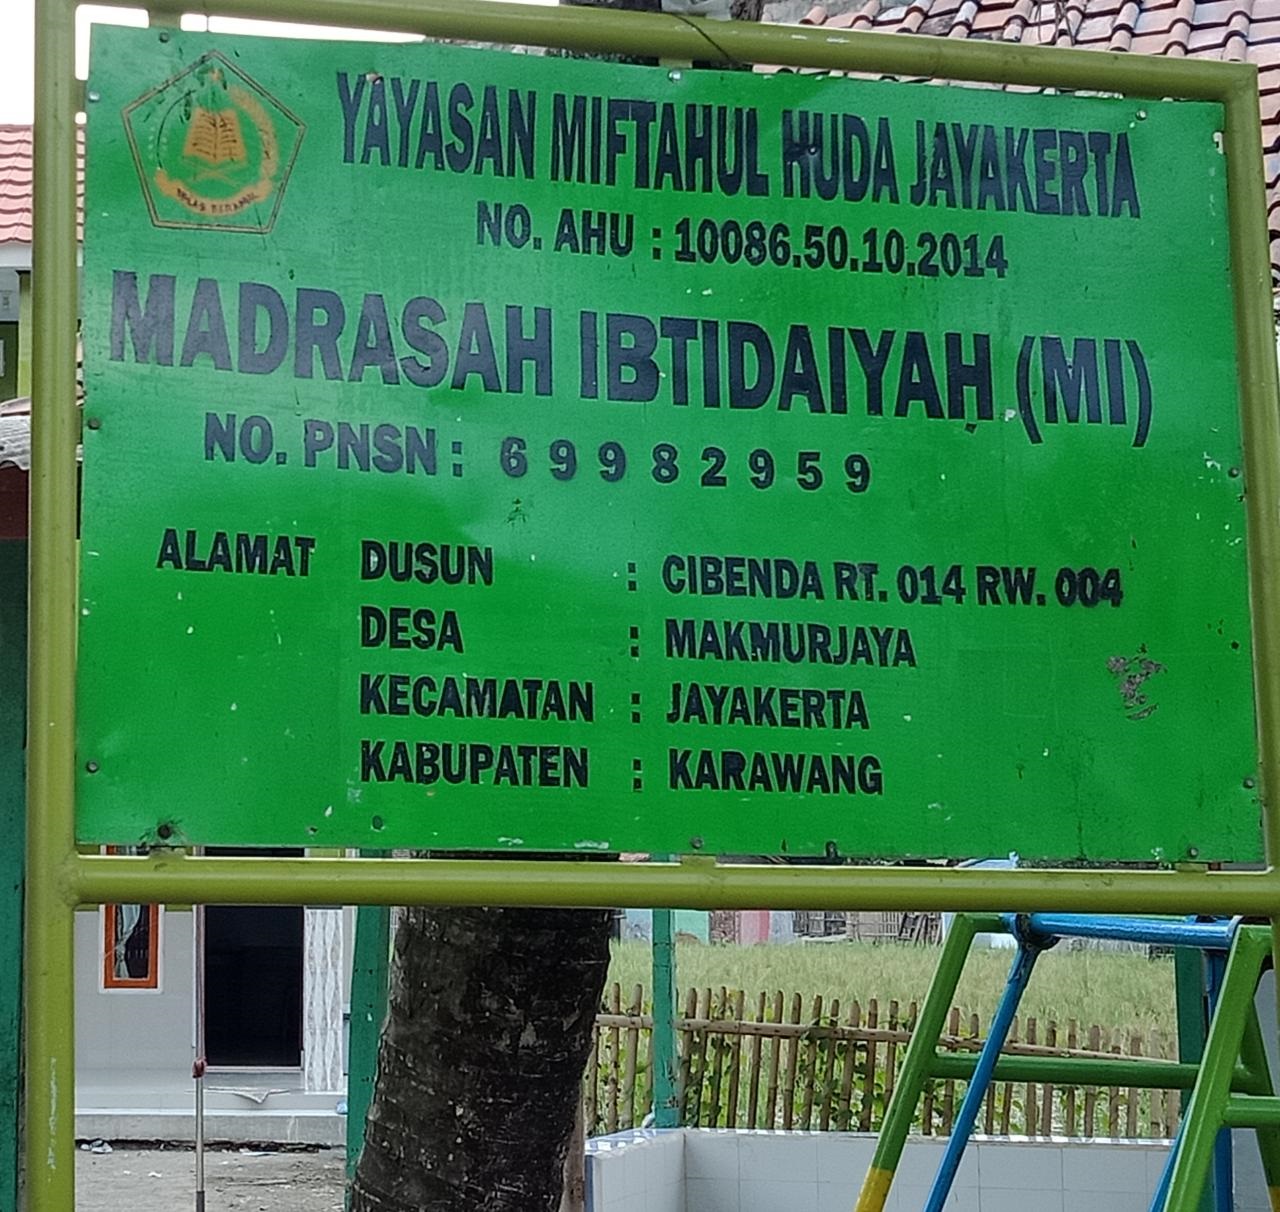 YAYASAN MIFTAHUL HUDA JAYAKERTA
NO. AHU : 10086.50.10.2014
MADRASAH IBTIDAIYAH (MI)
NO. PNSN : 69982959
ALAMAT DUSUN : CIBENDA RT. 014 RW. 004
DESA : MAKMURJAYA
KECAMATAN : JAYAKERTA
KABUPATEN : KARAWANG